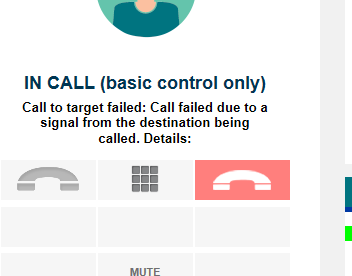 IN CALL (basic control only)
Call to target failed: Call failed due to a
signal from the destination being
called. Details:
MUTE